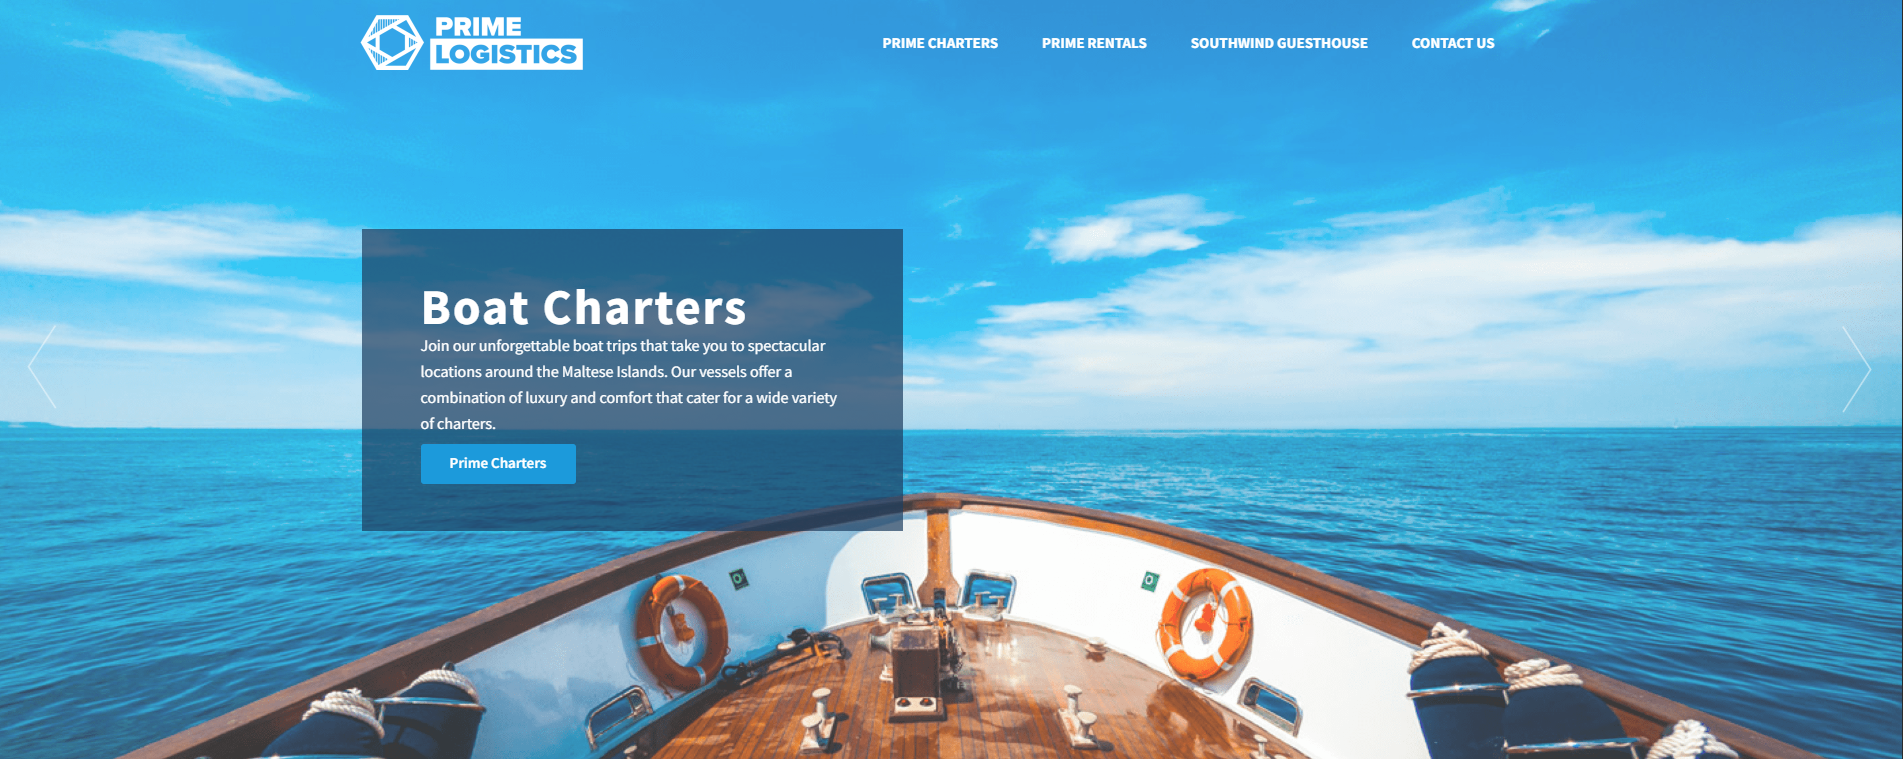 PRIME
LOGISTICS
PRIME CHARTERS
PRIME RENTALS
SOUTHWIND GUESTHOUSE
CONTACT US
Boat Charters
Join our unforgettable boat trips that take you to spectacular
locations around the Maltese Islands. Our vessels offer a
combination of luxury and comfort that cater for a wide variety
of charters.
Prime Charters